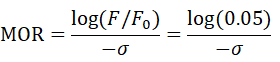 MOR = log(F/F₀)/−σ = log(0.05)/−σ